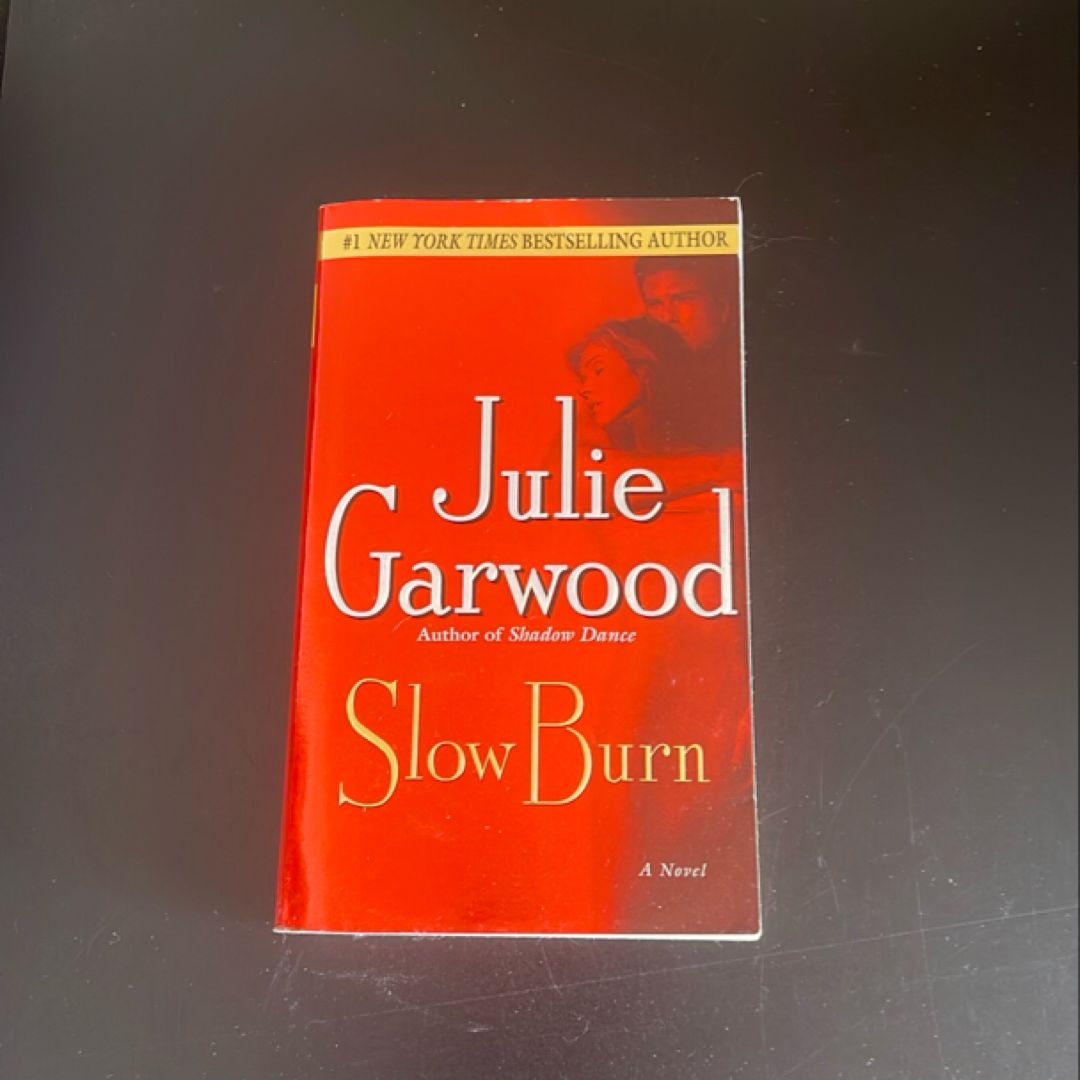 #1 NEW YORK TIMES BESTSELLING AUTHOR
Julie
Garwood
Author of Shadow Dance
Slow Burn
A Novel